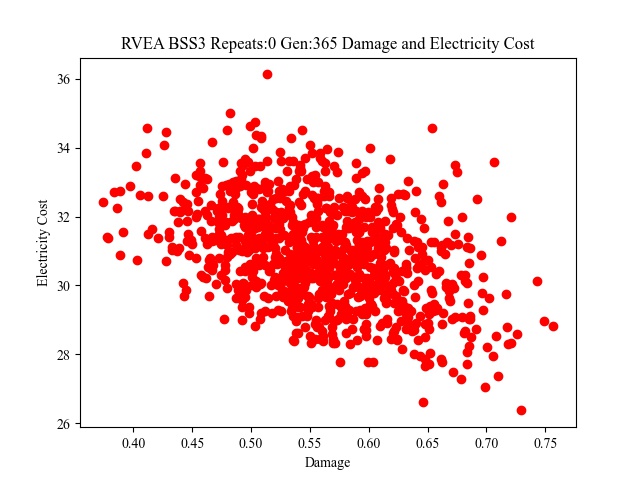 RVEA BSS3 Repeats:0 Gen:365 Damage and Electricity Cost
Electricity Cost
36
34
32
30
28
26
0.40 0.45 0.50 0.55 0.60 0.65 0.70 0.75
Damage